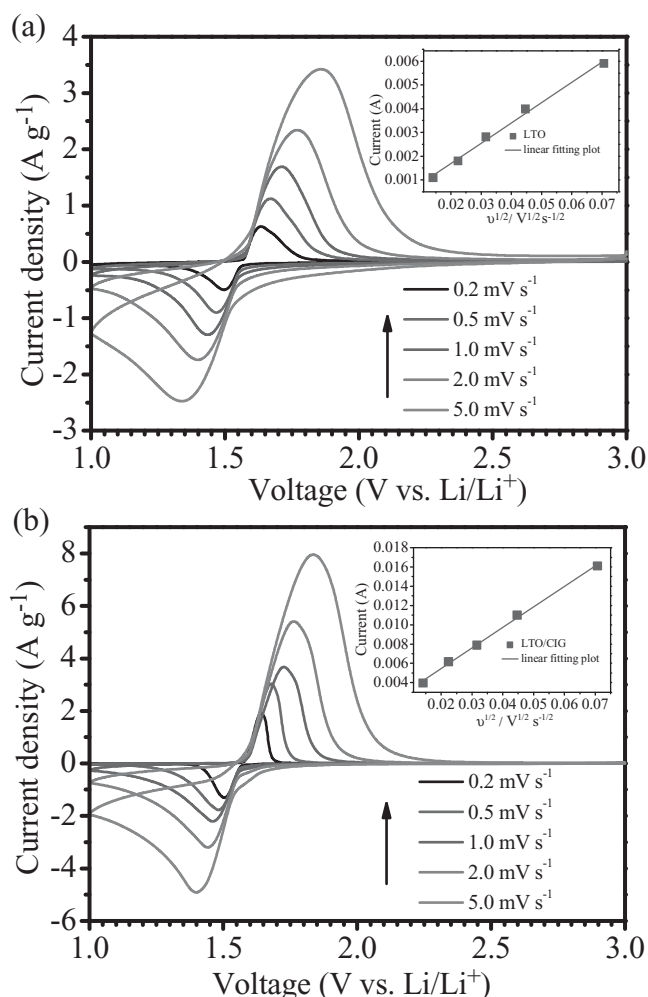 (a)
4
3
2
1
0
-1
-2
-3
Current density (A g⁻¹)
1.0 1.5 2.0 2.5 3.0
Voltage (V vs. Li/Li⁺)
0.006
0.005
0.004
0.003
0.002
0.001
Current (A)
LTO
linear fitting plot
0.02 0.03 0.04 0.05 0.06 0.07
υ¹/²/ V¹/²s⁻¹/²
0.2 mV s⁻¹
0.5 mV s⁻¹
1.0 mV s⁻¹
2.0 mV s⁻¹
5.0 mV s⁻¹
(b)
8
6
4
2
0
-2
-4
-6
Current density (A g⁻¹)
1.0 1.5 2.0 2.5 3.0
Voltage (V vs. Li/Li⁺)
0.018
0.016
0.014
0.012
0.010
0.008
0.006
0.004
Current (A)
LTO/CIG
linear fitting plot
0.02 0.03 0.04 0.05 0.06 0.07
υ¹/² / V¹/² s⁻¹/²
0.2 mV s⁻¹
0.5 mV s⁻¹
1.0 mV s⁻¹
2.0 mV s⁻¹
5.0 mV s⁻¹